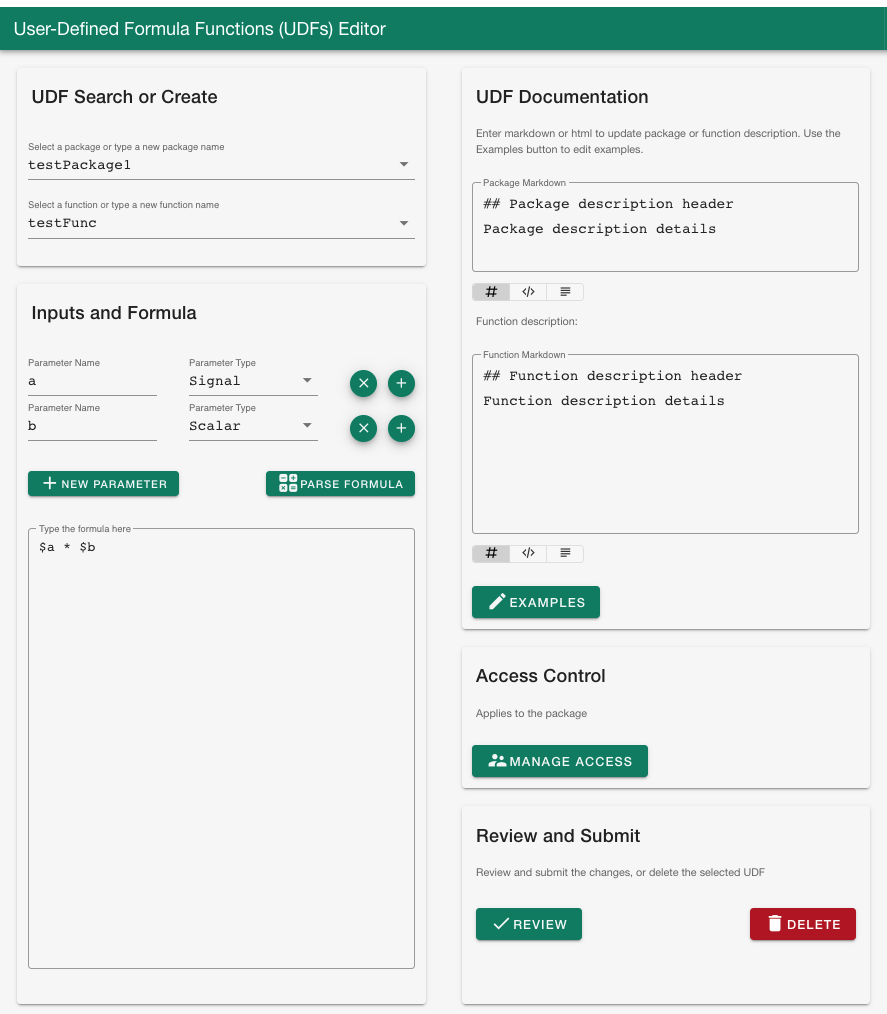 User-Defined Formula Functions (UDFs) Editor
UDF Search or Create
Select a package or type a new package name
testPackage1
Select a function or type a new function name
testFunc
Inputs and Formula
Parameter Name Parameter Type
a Signal
Parameter Name Parameter Type
b Scalar
NEW PARAMETER PARSE FORMULA
Type the formula here
$a * $b
UDF Documentation
Enter markdown or html to update package or function description. Use the
Examples button to edit examples.
Package Markdown
## Package description header
Package description details
Function description:
Function Markdown
## Function description header
Function description details
EXAMPLES
Access Control
Applies to the package
MANAGE ACCESS
Review and Submit
Review and submit the changes, or delete the selected UDF
REVIEW DELETE